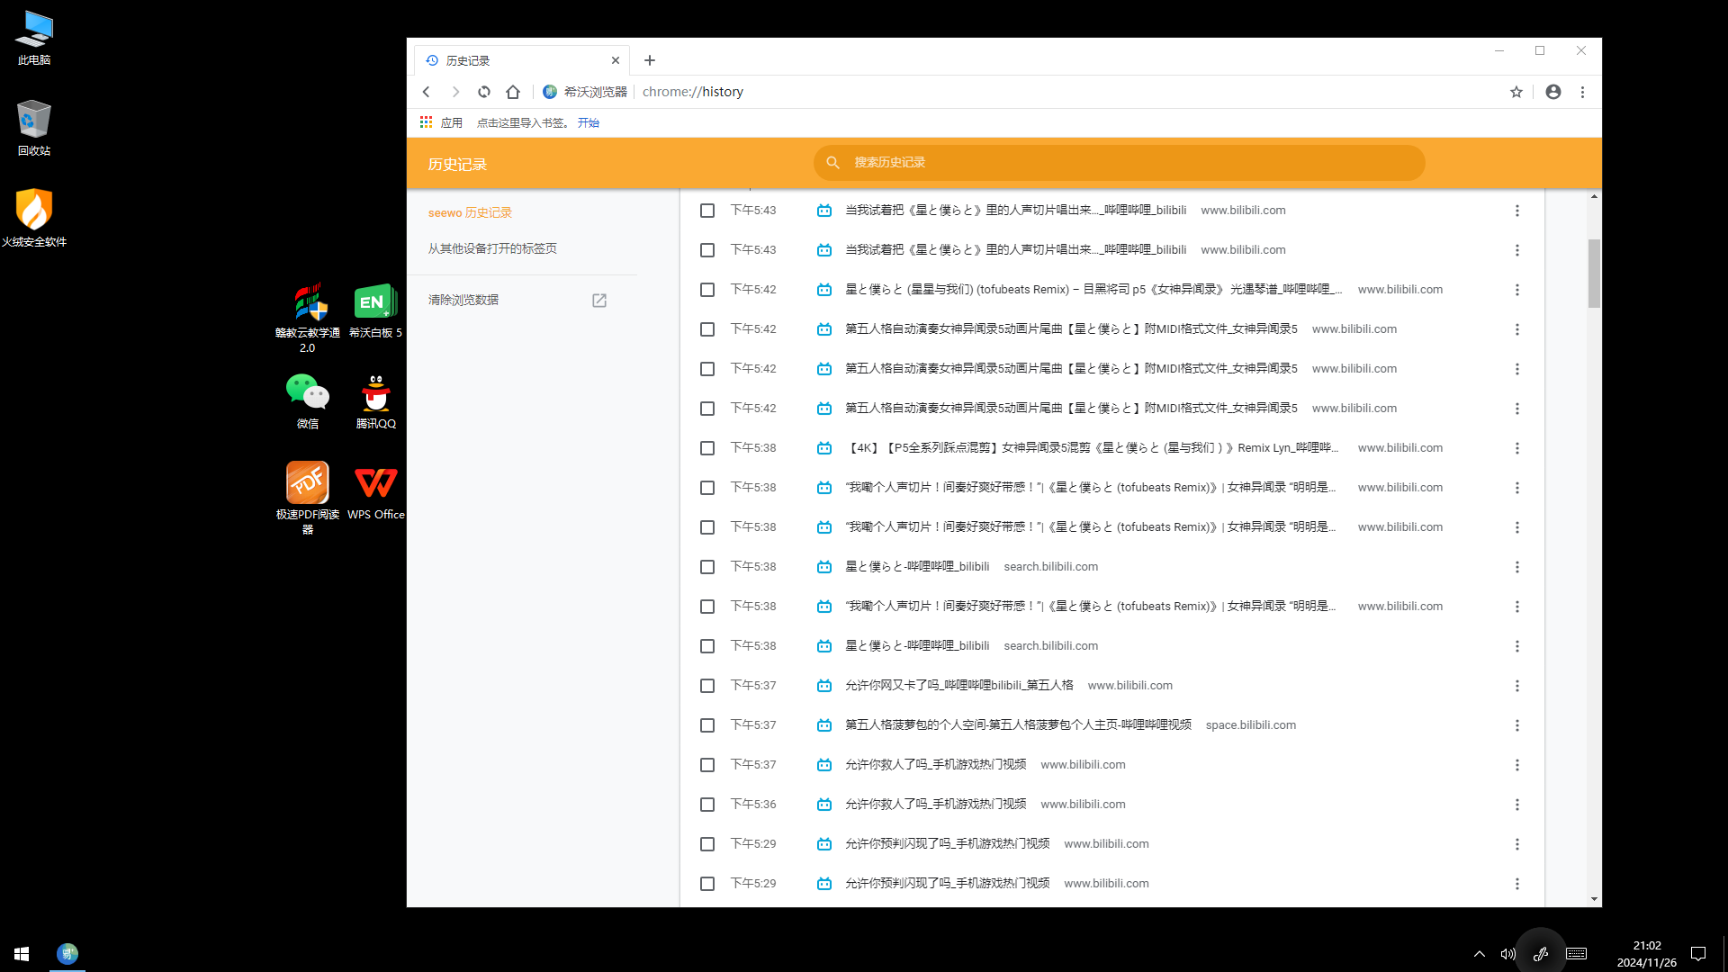 此电脑
回收站
火绒安全软件
赣教云教学通
2.0
希沃白板 5
微信
腾讯QQ
极速PDF阅读
器
WPS Office
历史记录
希沃浏览器
chrome://history
应用
点击这里导入书签。 开始
历史记录
搜索历史记录
seewo 历史记录
从其他设备打开的标签页
清除浏览数据
下午5:43 当我试着把《星と僕らと》里的人声切片唱出来..._哔哩哔哩_bilibili www.bilibili.com
下午5:43 当我试着把《星と僕らと》里的人声切片唱出来..._哔哩哔哩_bilibili www.bilibili.com
下午5:42 星と僕らと (星星与我们) (tofubeats Remix) – 目黑将司 p5《女神异闻录》 光遇琴谱_哔哩哔哩_... www.bilibili.com
下午5:42 第五人格自动演奏女神异闻录5动画片尾曲【星と僕らと】附MIDI格式文件_女神异闻录5 www.bilibili.com
下午5:42 第五人格自动演奏女神异闻录5动画片尾曲【星と僕らと】附MIDI格式文件_女神异闻录5 www.bilibili.com
下午5:42 第五人格自动演奏女神异闻录5动画片尾曲【星と僕らと】附MIDI格式文件_女神异闻录5 www.bilibili.com
下午5:38 【4K】【P5全系列踩点混剪】女神异闻录5混剪《星と僕らと (星与我们 ) 》Remix Lyn_哔哩哔... www.bilibili.com
下午5:38 “我嘞个人声切片！间奏好爽好带感！”|《星と僕らと (tofubeats Remix)》| 女神异闻录 “明明是... www.bilibili.com
下午5:38 “我嘞个人声切片！间奏好爽好带感！”|《星と僕らと (tofubeats Remix)》| 女神异闻录 “明明是... www.bilibili.com
下午5:38 星と僕らと-哔哩哔哩_bilibili search.bilibili.com
下午5:38 “我嘞个人声切片！间奏好爽好带感！”|《星と僕らと (tofubeats Remix)》| 女神异闻录 “明明是... www.bilibili.com
下午5:38 星と僕らと-哔哩哔哩_bilibili search.bilibili.com
下午5:37 允许你网又卡了吗_哔哩哔哩bilibili_第五人格 www.bilibili.com
下午5:37 第五人格菠萝包的个人空间-第五人格菠萝包个人主页-哔哩哔哩视频 space.bilibili.com
下午5:37 允许你救人了吗_手机游戏热门视频 www.bilibili.com
下午5:36 允许你救人了吗_手机游戏热门视频 www.bilibili.com
下午5:29 允许你预判闪现了吗_手机游戏热门视频 www.bilibili.com
下午5:29 允许你预判闪现了吗_手机游戏热门视频 www.bilibili.com
21:02
2024/11/26